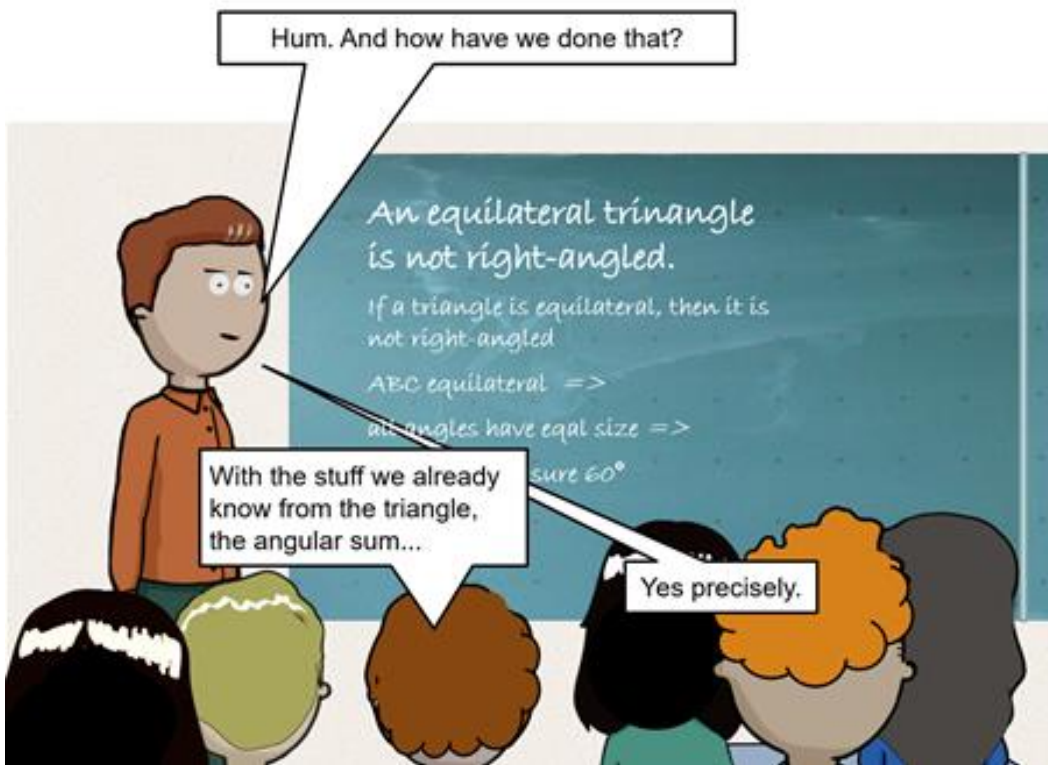 Hum. And how have we done that?
An equilateral trinangle
is not right-angled.
If a triangle is equilateral, then it is
not right-angled
ABC equilateral =>
all angles have eqal size =>
sure 60°
With the stuff we already
know from the triangle,
the angular sum...
Yes precisely.